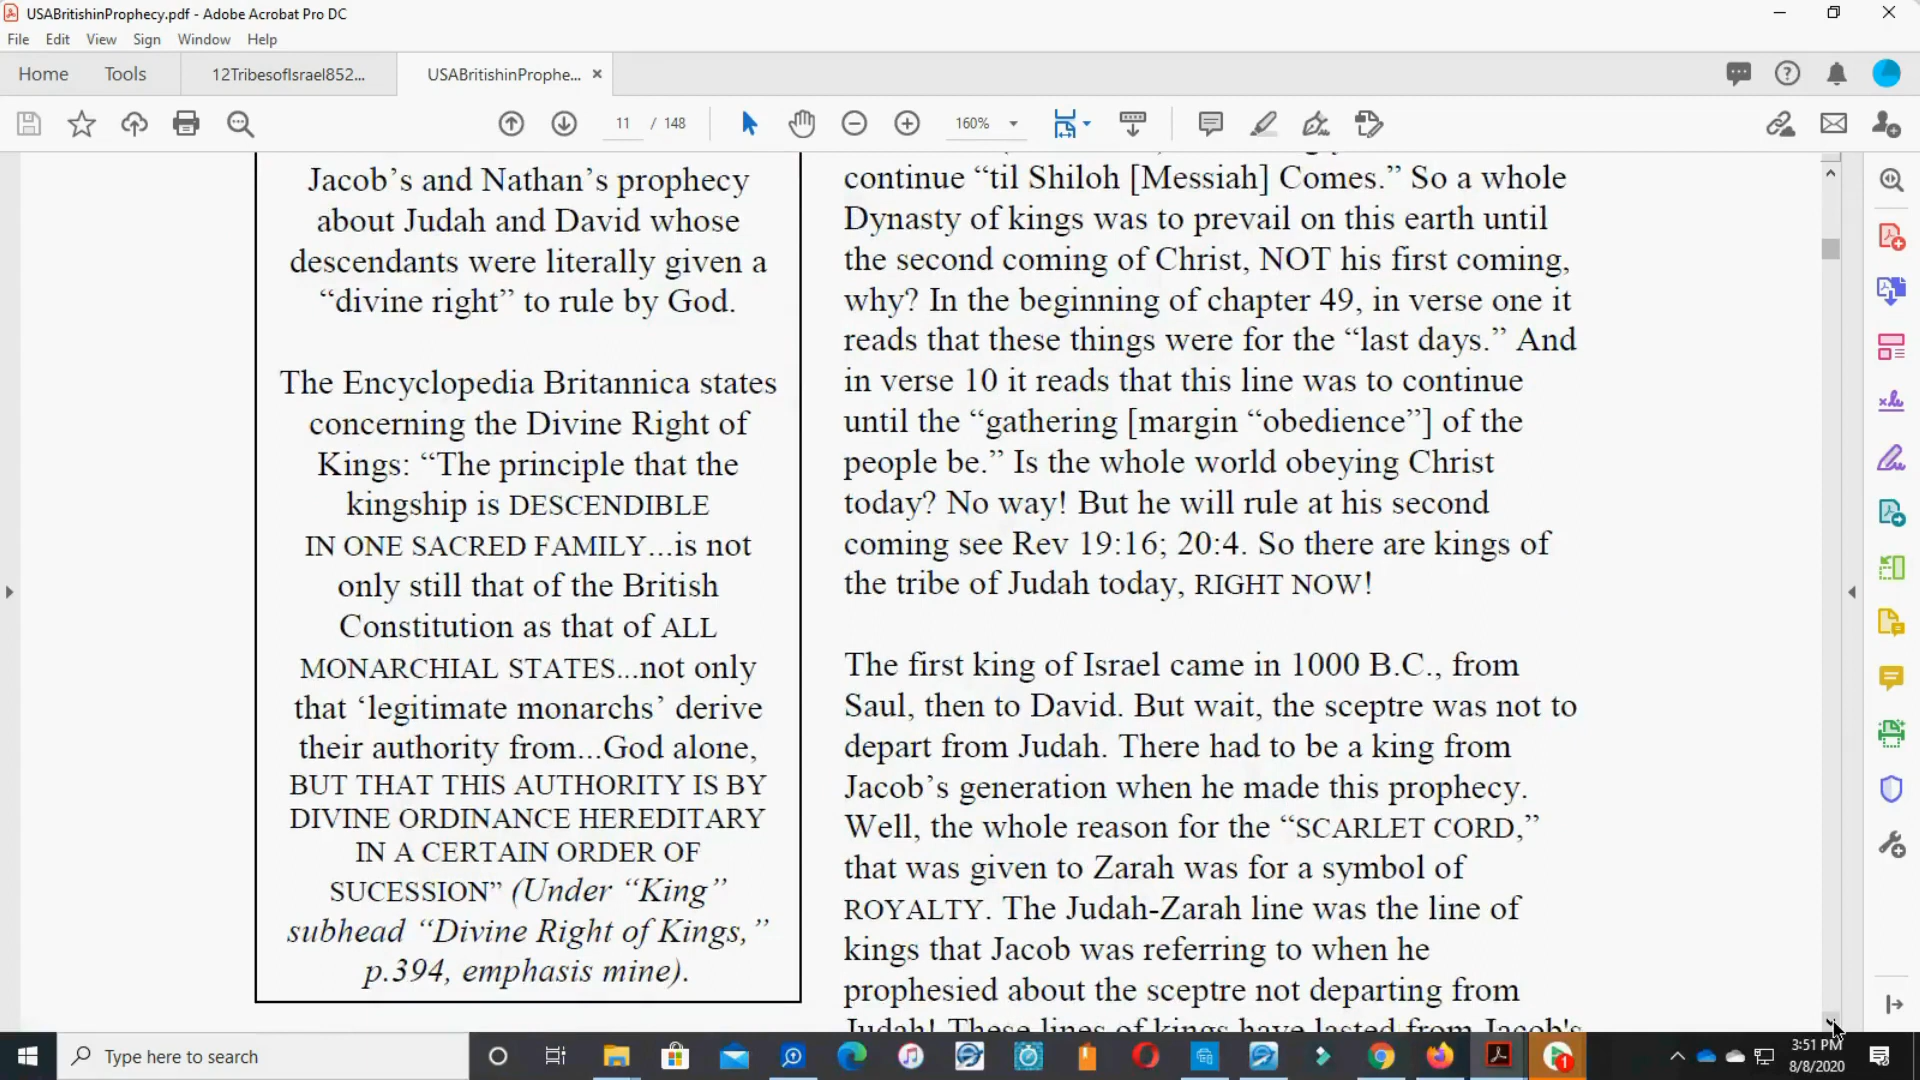 USABritishinProphecy.pdf - Adobe Acrobat Pro DC
File Edit View Sign Window Help
Home Tools 12TribesofIsrael852... USABritishinProphe...
11 / 148 160%
Jacob’s and Nathan’s prophecy
about Judah and David whose
descendants were literally given a
“divine right” to rule by God.
The Encyclopedia Britannica states
concerning the Divine Right of
Kings: “The principle that the
kingship is DESCENDIBLE
IN ONE SACRED FAMILY...is not
only still that of the British
Constitution as that of ALL
MONARCHIAL STATES...not only
that ‘legitimate monarchs’ derive
their authority from...God alone,
BUT THAT THIS AUTHORITY IS BY
DIVINE ORDINANCE HEREDITARY
IN A CERTAIN ORDER OF
SUCESSION” (Under “King”
subhead “Divine Right of Kings,”
p.394, emphasis mine).
continue “til Shiloh [Messiah] Comes.” So a whole
Dynasty of kings was to prevail on this earth until
the second coming of Christ, NOT his first coming,
why? In the beginning of chapter 49, in verse one it
reads that these things were for the “last days.” And
in verse 10 it reads that this line was to continue
until the “gathering [margin “obedience”] of the
people be.” Is the whole world obeying Christ
today? No way! But he will rule at his second
coming see Rev 19:16; 20:4. So there are kings of
the tribe of Judah today, RIGHT NOW!
The first king of Israel came in 1000 B.C., from
Saul, then to David. But wait, the sceptre was not to
depart from Judah. There had to be a king from
Jacob’s generation when he made this prophecy.
Well, the whole reason for the “SCARLET CORD,”
that was given to Zarah was for a symbol of
ROYALTY. The Judah-Zarah line was the line of
kings that Jacob was referring to when he
prophesied about the sceptre not departing from
Judah! These lines of kings have lasted from Jacob's
Type here to search
3:51 PM
8/8/2020
1